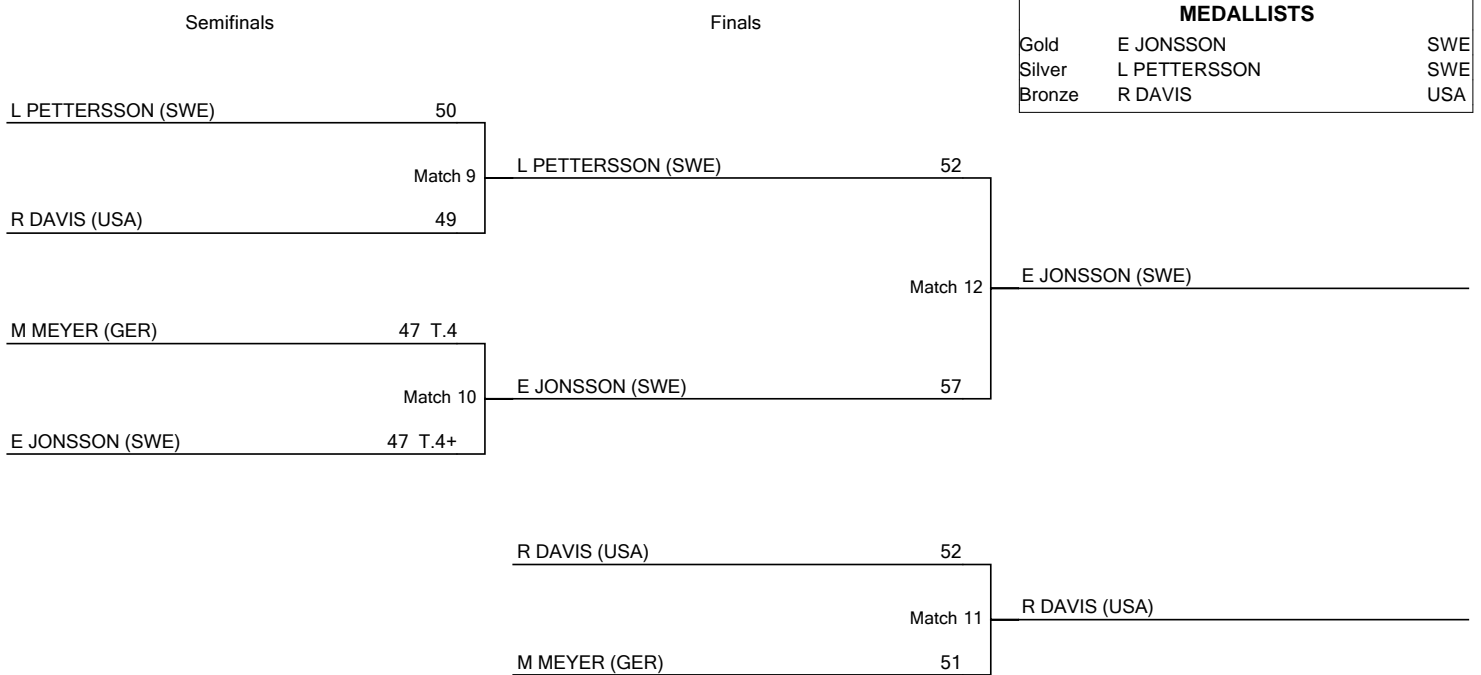 Semifinals
Finals
MEDALLISTS
Gold E JONSSON SWE
Silver L PETTERSSON SWE
Bronze R DAVIS USA
L PETTERSSON (SWE) 50
Match 9
L PETTERSSON (SWE) 52
R DAVIS (USA) 49
Match 12
E JONSSON (SWE)
M MEYER (GER) 47 T.4
Match 10
E JONSSON (SWE) 57
E JONSSON (SWE) 47 T.4+
R DAVIS (USA) 52
Match 11
R DAVIS (USA)
M MEYER (GER) 51